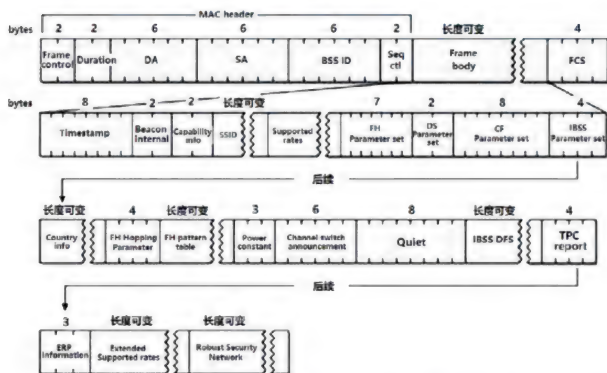 MAC header
bytes 2 2 6 6 6 2 长度可变 4
Frame control Duration DA SA BSS ID Seq ctl Frame body FCS
bytes 8 2 2 长度可变 7 2 8 4
Timestamp Beacon internal Capability info SSID Supported rates FH Parameter set DS Parameter set CF Parameter set IBSS Parameter set
后续
长度可变 4 长度可变 3 6 8 长度可变 4
Country info FH Hopping Parameter FH pattern table Power constant Channel switch announcement Quiet IBSS DFS TPC report
后续
3 长度可变 长度可变
ERP Information Extended Supported rates Robust Security Network